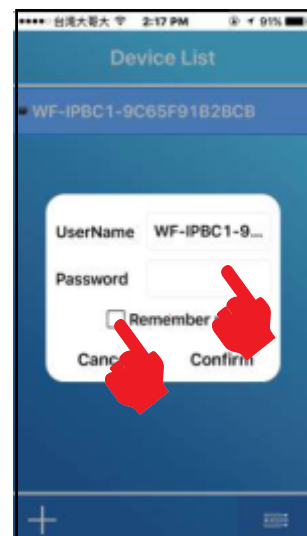 台湾大哥大 2:17 PM 91%
Device List
WF-IPBC1-9C65F91B2BCB
UserName WF-IPBC1-9...
Password
Remember
Confirm